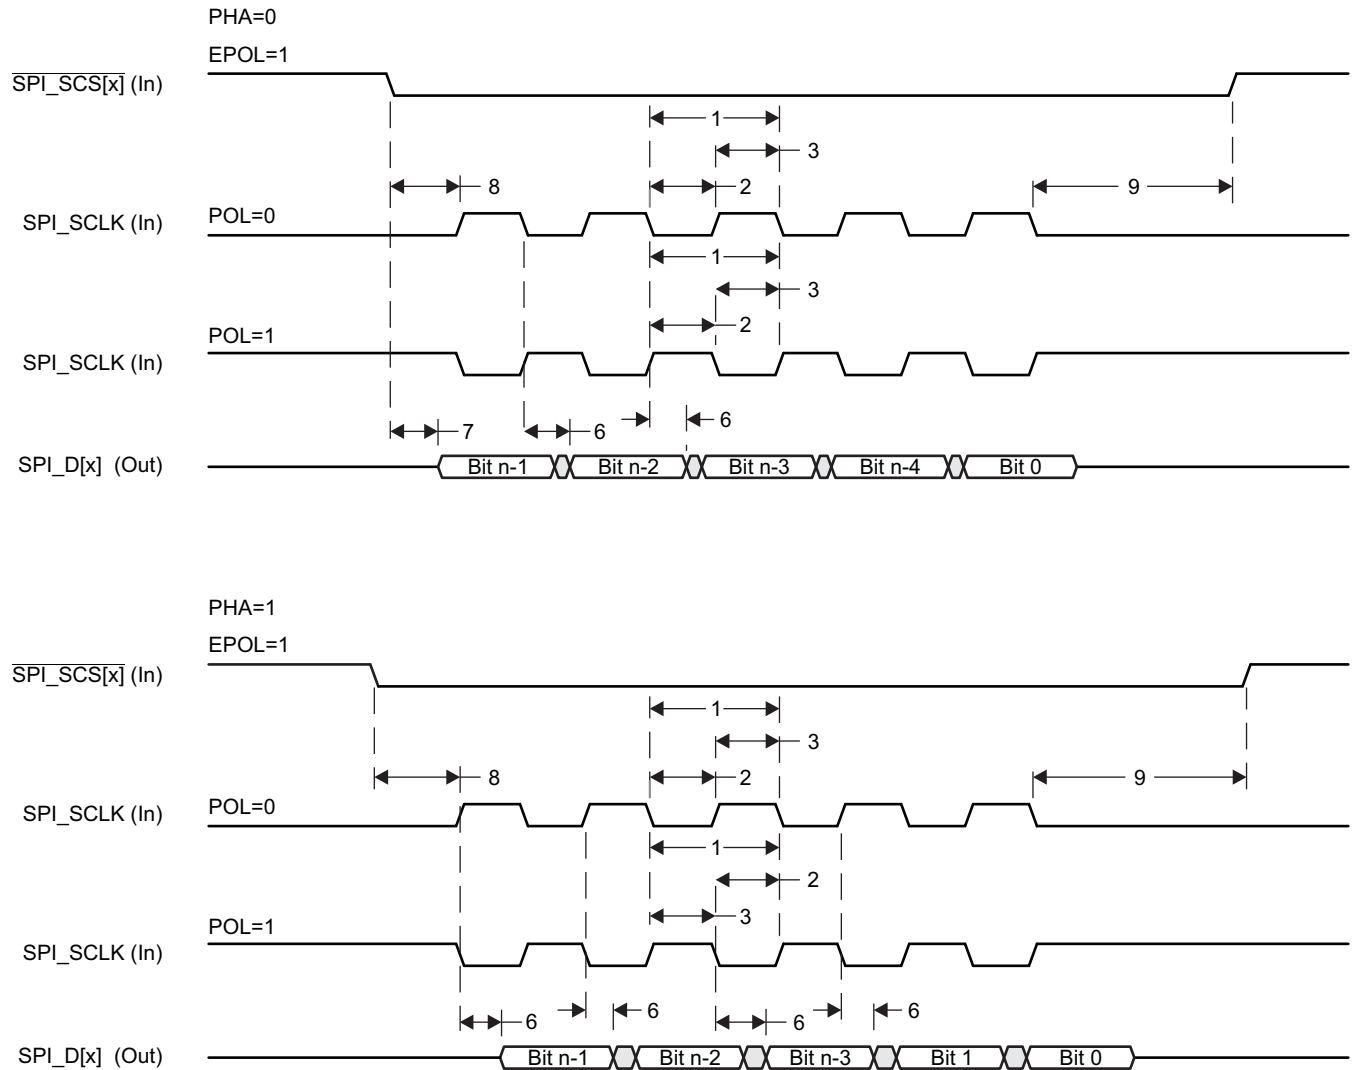 PHA=0
EPOL=1
SPI_SCS[x] (In)
1
3
8
2
9
SPI_SCLK (In)
POL=0
1
3
2
POL=1
SPI_SCLK (In)
7
6
6
SPI_D[x] (Out)
Bit n-1
Bit n-2
Bit n-3
Bit n-4
Bit 0
PHA=1
EPOL=1
SPI_SCS[x] (In)
1
3
8
2
9
SPI_SCLK (In)
POL=0
1
2
3
POL=1
SPI_SCLK (In)
6
6
6
6
SPI_D[x] (Out)
Bit n-1
Bit n-2
Bit n-3
Bit 1
Bit 0